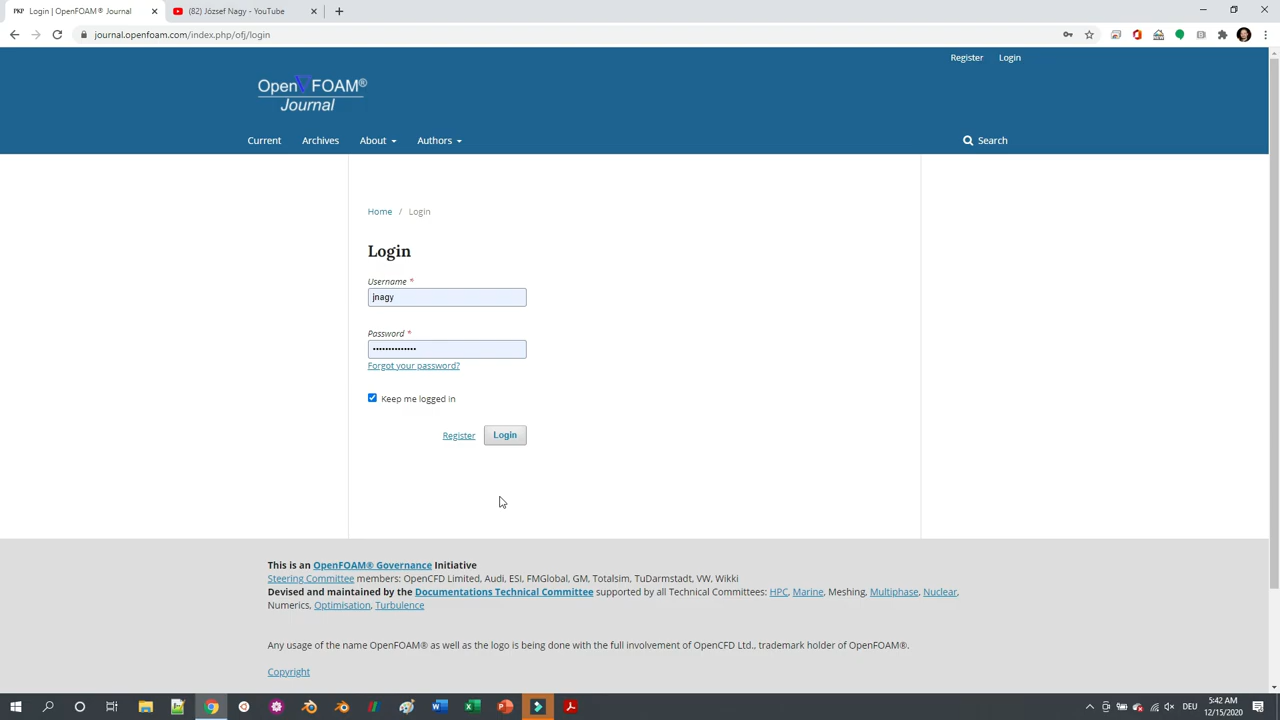 Login | OpenFOAM® Journal
(82) József Nagy - YouTube
journal.openfoam.com/index.php/ofj/login
Register Login
OpenFOAM®
Journal
Current Archives About Authors Search
Home / Login
Login
Username *
jnagy
Password *
••••••••••••••
Forgot your password?
Keep me logged in
Register Login
This is an OpenFOAM® Governance Initiative
Steering Committee members: OpenCFD Limited, Audi, ESI, FMGlobal, GM, Totalsim, TuDarmstadt, VW, Wikki
Devised and maintained by the Documentations Technical Committee supported by all Technical Committees: HPC, Marine, Meshing, Multiphase, Nuclear,
Numerics, Optimisation, Turbulence
Any usage of the name OpenFOAM® as well as the logo is being done with the full involvement of OpenCFD Ltd., trademark holder of OpenFOAM®.
Copyright
DEU
5:42 AM
12/15/2020